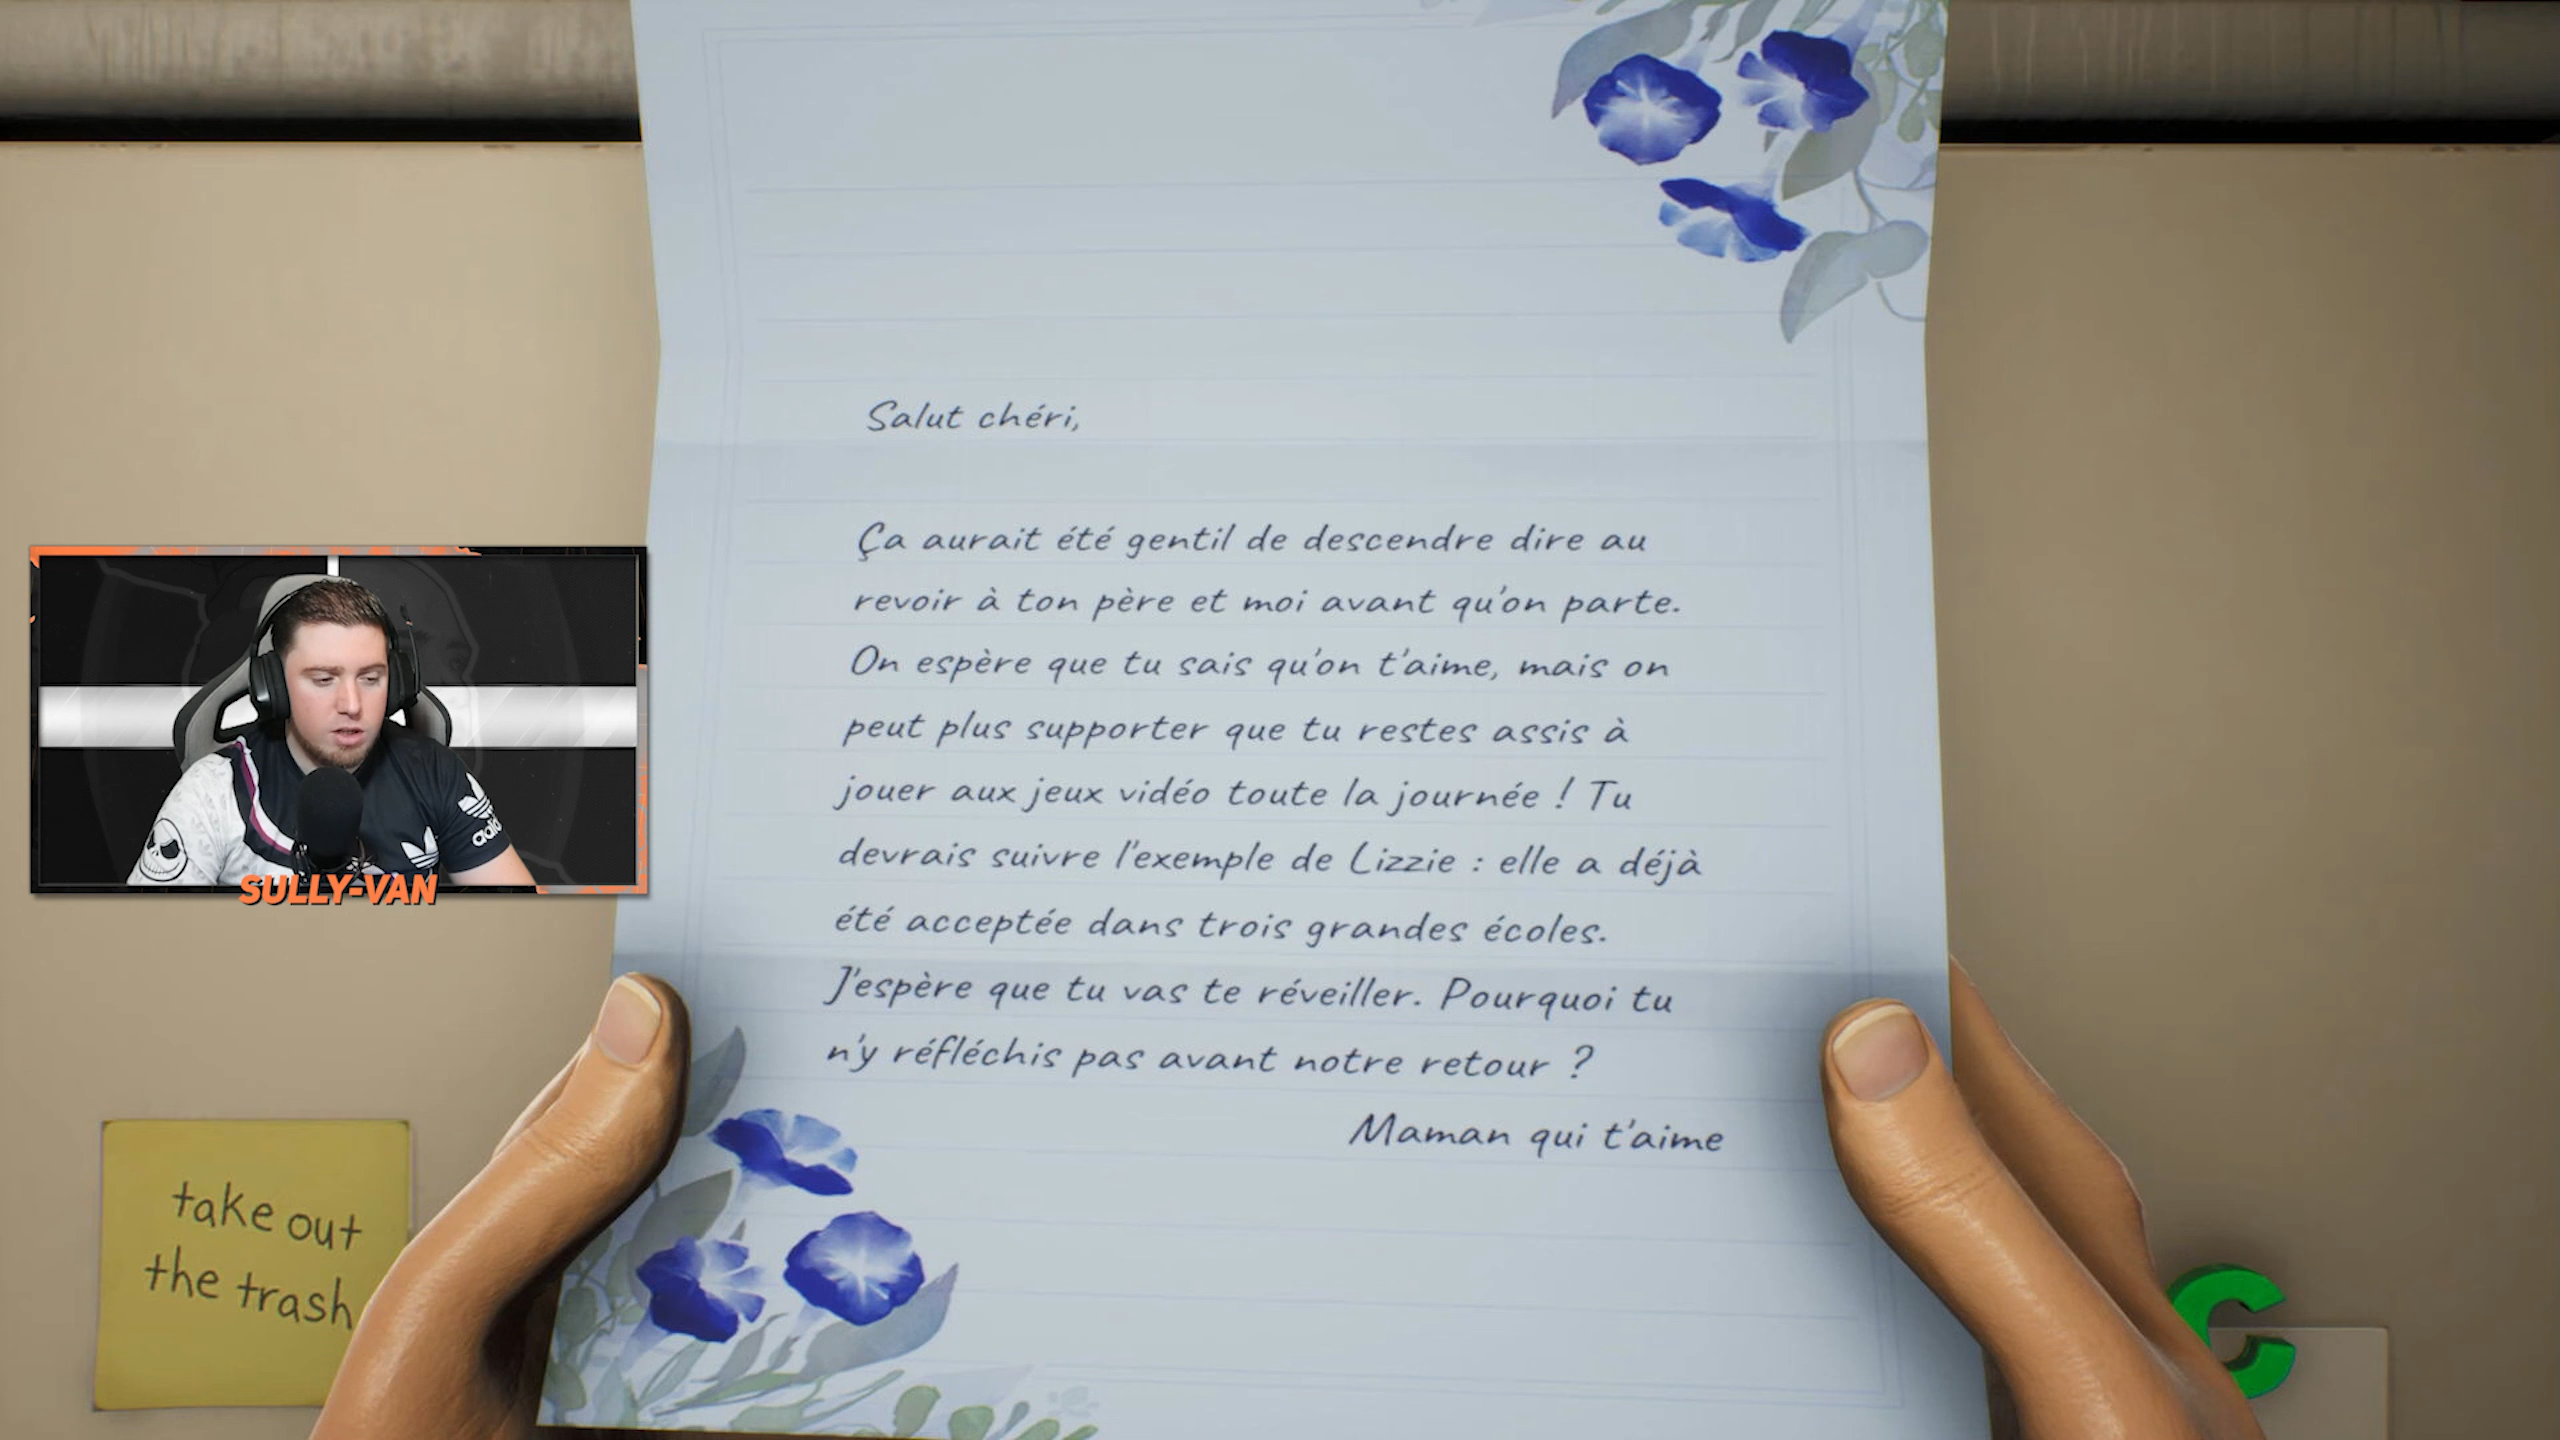 Salut chéri,
Ça aurait été gentil de descendre dire au
revoir à ton père et moi avant qu'on parte.
On espère que tu sais qu'on t'aime, mais on
peut plus supporter que tu restes assis à
jouer aux jeux vidéo toute la journée ! Tu
devrais suivre l'exemple de Lizzie : elle a déjà
été acceptée dans trois grandes écoles.
J'espère que tu vas te réveiller. Pourquoi tu
n'y réfléchis pas avant notre retour ?
Maman qui t'aime
adidas
SULLY-VAN
take out
the trash
C